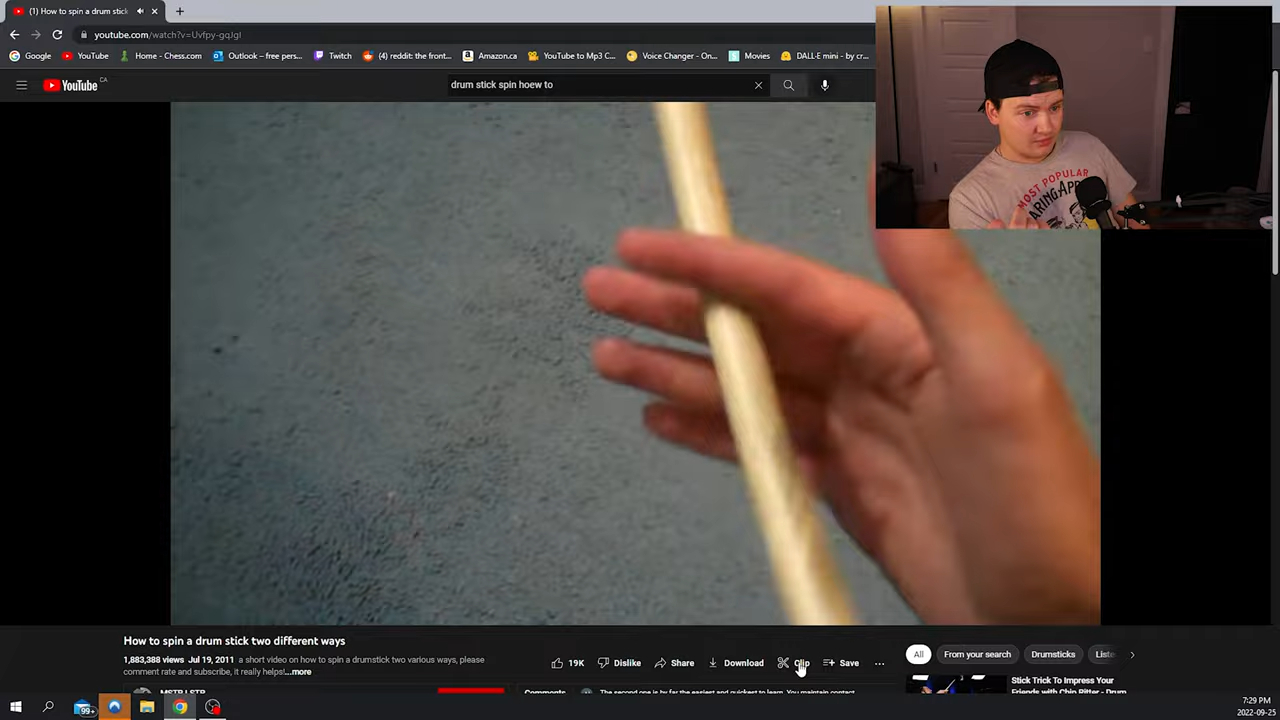 (1) How to spin a drum stick
youtube.com/watch?v=Uvfpy-gqJgI
Google YouTube Home - Chess.com Outlook – free pers... Twitch (4) reddit: the front... Amazon.ca YouTube to Mp3 C... Voice Changer - On... Movies DALL·E mini - by cr...
YouTube CA
drum stick spin hoew to
MOST POPULAR
How to spin a drum stick two different ways
1,883,388 views Jul 19, 2011 a short video on how to spin a drumstick two various ways, please
comment rate and subscribe, it really helps! ...more
19K Dislike Share Download Clip Save
All From your search Drumsticks Liste
Stick Trick To Impress Your
Friends with Chip Ritter - Drum
MSTRLSTR
Comments The second one is by far the easiest and quickest to learn. You maintain contact
99+
7:29 PM
2022-09-25